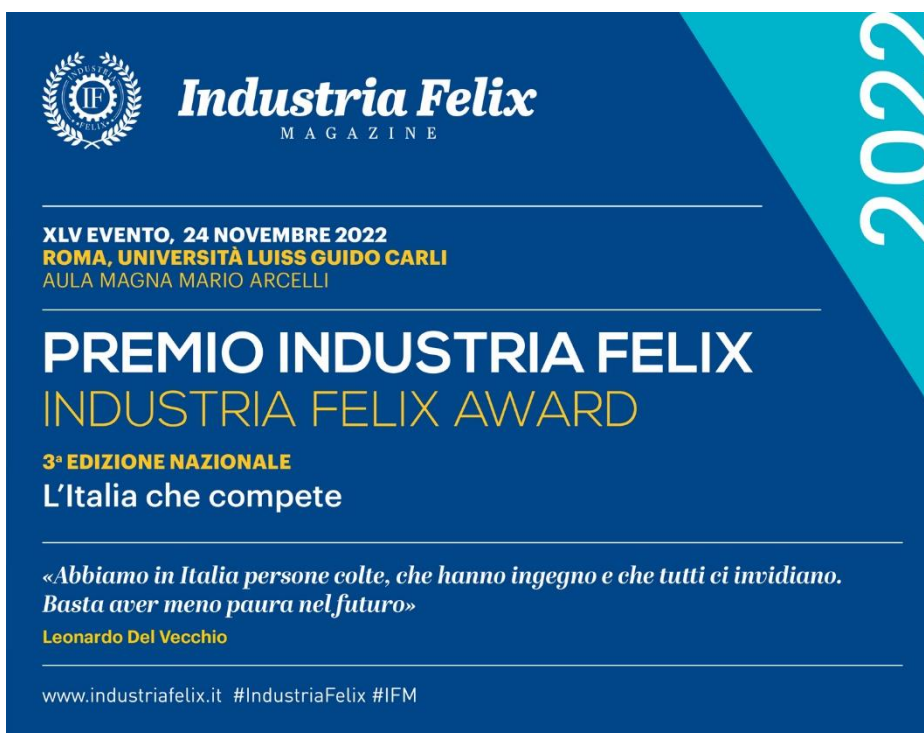 INDUSTRIA
IF
FELIX
Industria Felix
MAGAZINE
2022
XLV EVENTO, 24 NOVEMBRE 2022
ROMA, UNIVERSITÀ LUISS GUIDO CARLI
AULA MAGNA MARIO ARCELLI
PREMIO INDUSTRIA FELIX
INDUSTRIA FELIX AWARD
3ª EDIZIONE NAZIONALE
L’Italia che compete
«Abbiamo in Italia persone colte, che hanno ingegno e che tutti ci invidiano.
Basta aver meno paura nel futuro»
Leonardo Del Vecchio
www.industriafelix.it #IndustriaFelix #IFM